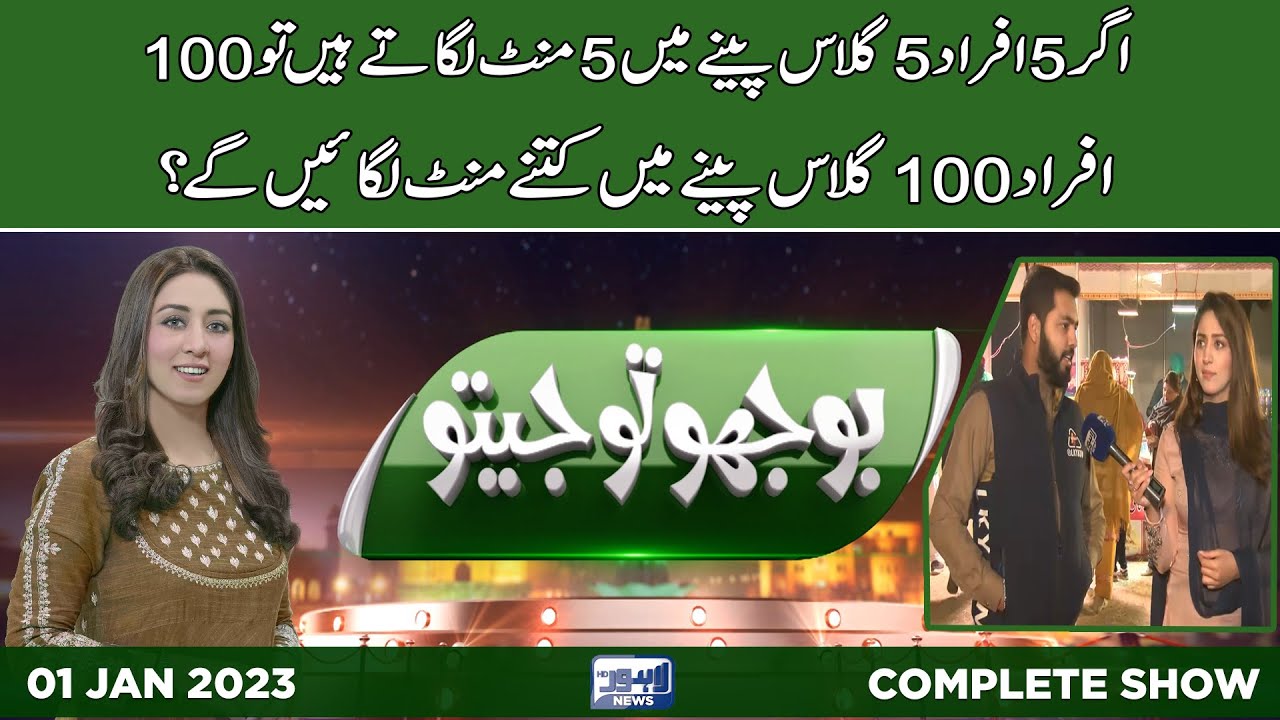 اگر 5 افراد 5 گلاس پینے میں 5 منٹ لگاتے ہیں تو 100
افراد 100 گلاس پینے میں کتنے منٹ لگائیں گے؟
بوجھو تو جیتو
01 JAN 2023
HD لاہور
NEWS
COMPLETE SHOW